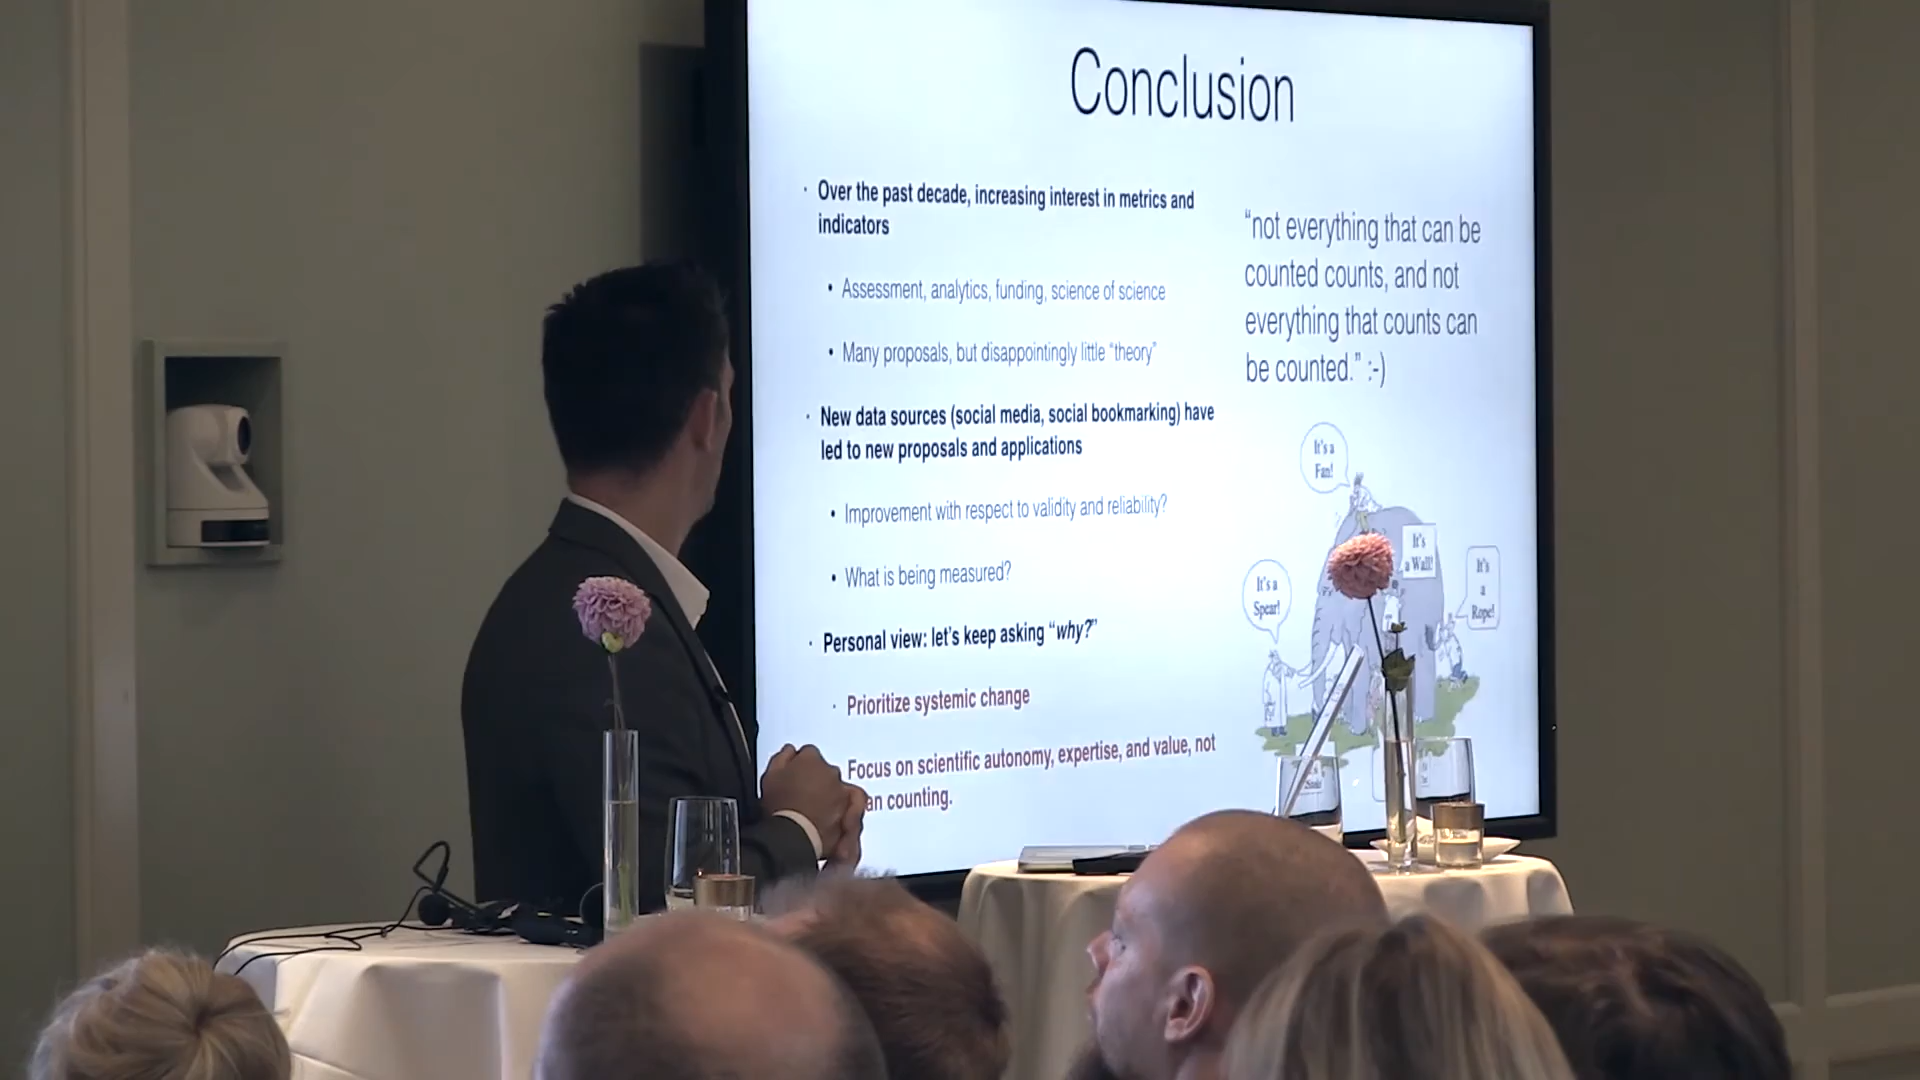 Conclusion
· Over the past decade, increasing interest in metrics and
indicators
• Assessment, analytics, funding, science of science
• Many proposals, but disappointingly little “theory”
· New data sources (social media, social bookmarking) have
led to new proposals and applications
• Improvement with respect to validity and reliability?
• What is being measured?
· Personal view: let’s keep asking “why?”
· Prioritize systemic change
Focus on scientific autonomy, expertise, and value, not
an counting.
“not everything that can be
counted counts, and not
everything that counts can
be counted.” :-)
It's a
Fan!
It's
a Wall!
It's a
Spear!
It's
a
Rope!